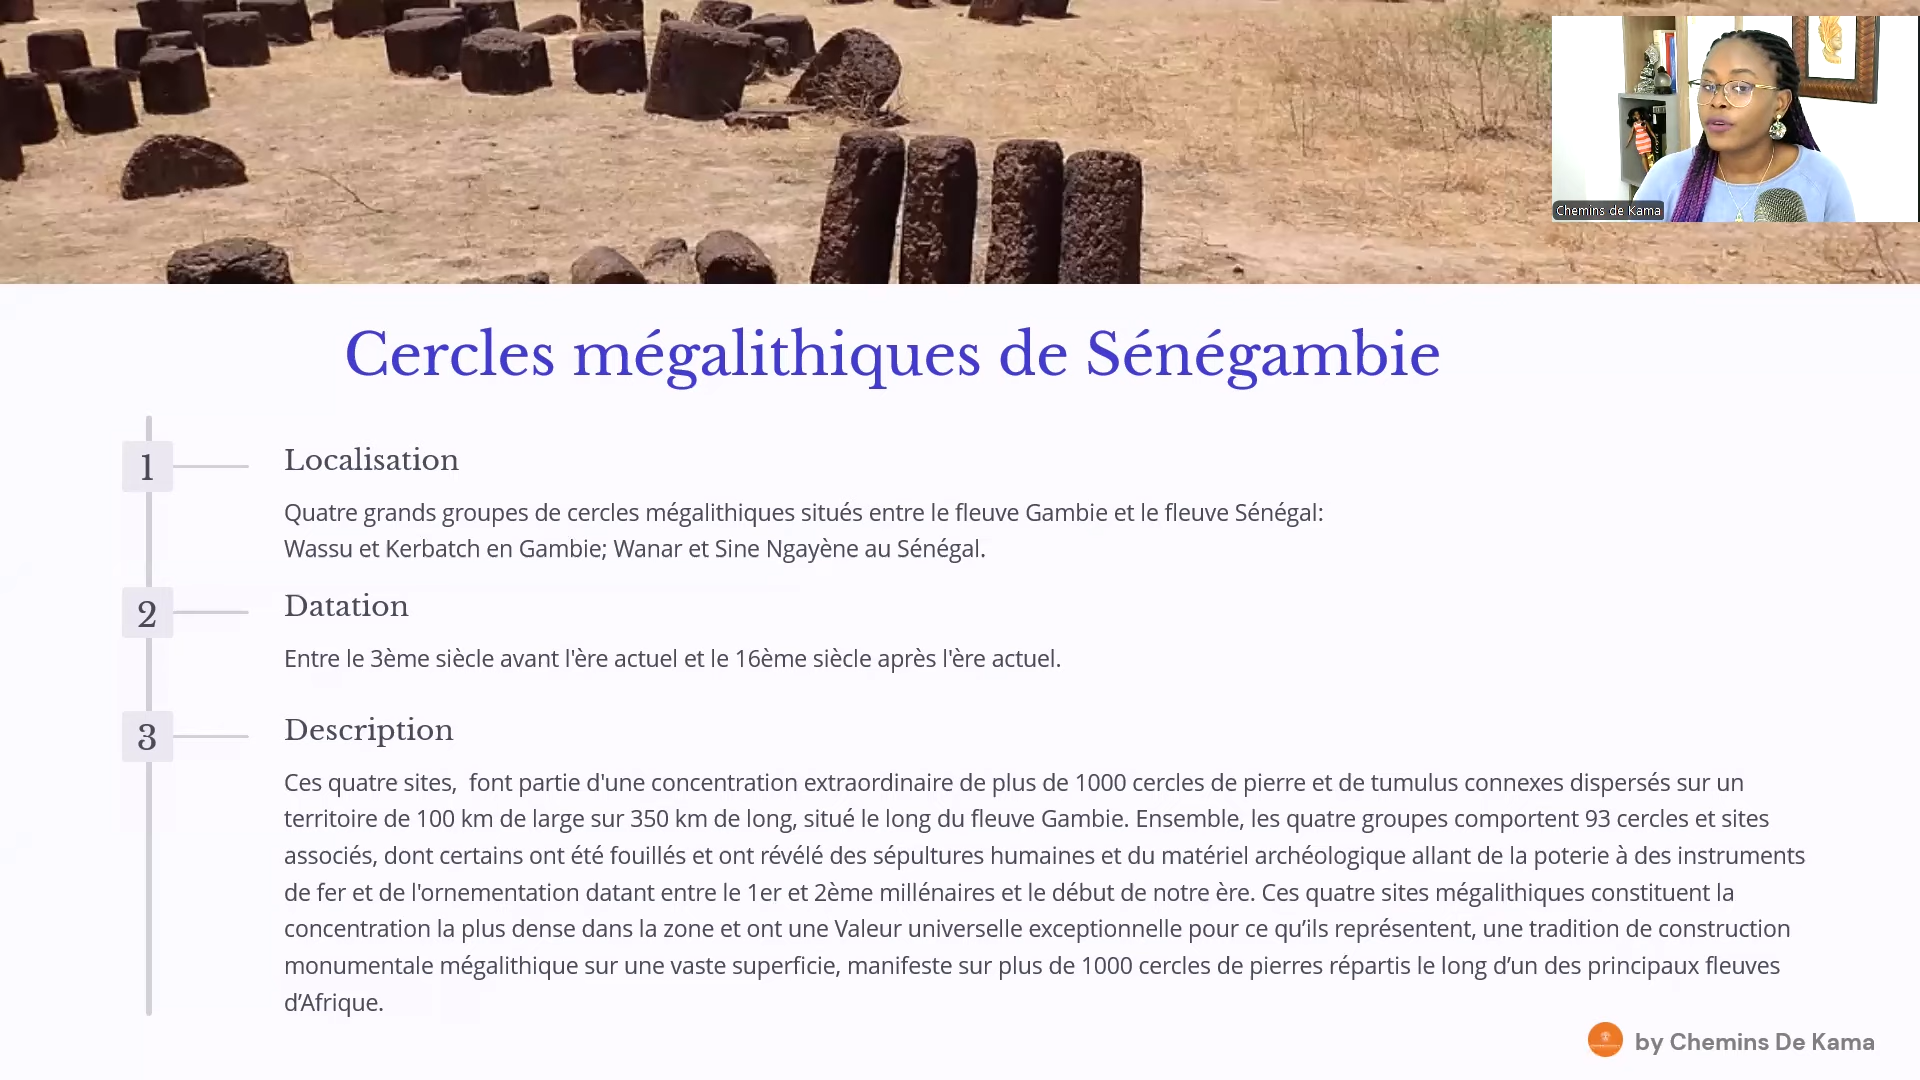 Chemins de Kama
Cercles mégalithiques de Sénégambie
1
Localisation
Quatre grands groupes de cercles mégalithiques situés entre le fleuve Gambie et le fleuve Sénégal:
Wassu et Kerbatch en Gambie; Wanar et Sine Ngayène au Sénégal.
2
Datation
Entre le 3ème siècle avant l'ère actuel et le 16ème siècle après l'ère actuel.
3
Description
Ces quatre sites,  font partie d'une concentration extraordinaire de plus de 1000 cercles de pierre et de tumulus connexes dispersés sur un
territoire de 100 km de large sur 350 km de long, situé le long du fleuve Gambie. Ensemble, les quatre groupes comportent 93 cercles et sites
associés, dont certains ont été fouillés et ont révélé des sépultures humaines et du matériel archéologique allant de la poterie à des instruments
de fer et de l'ornementation datant entre le 1er et 2ème millénaires et le début de notre ère. Ces quatre sites mégalithiques constituent la
concentration la plus dense dans la zone et ont une Valeur universelle exceptionnelle pour ce qu’ils représentent, une tradition de construction
monumentale mégalithique sur une vaste superficie, manifeste sur plus de 1000 cercles de pierres répartis le long d’un des principaux fleuves
d’Afrique.
by Chemins De Kama